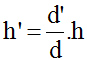 h' = d'/d .h